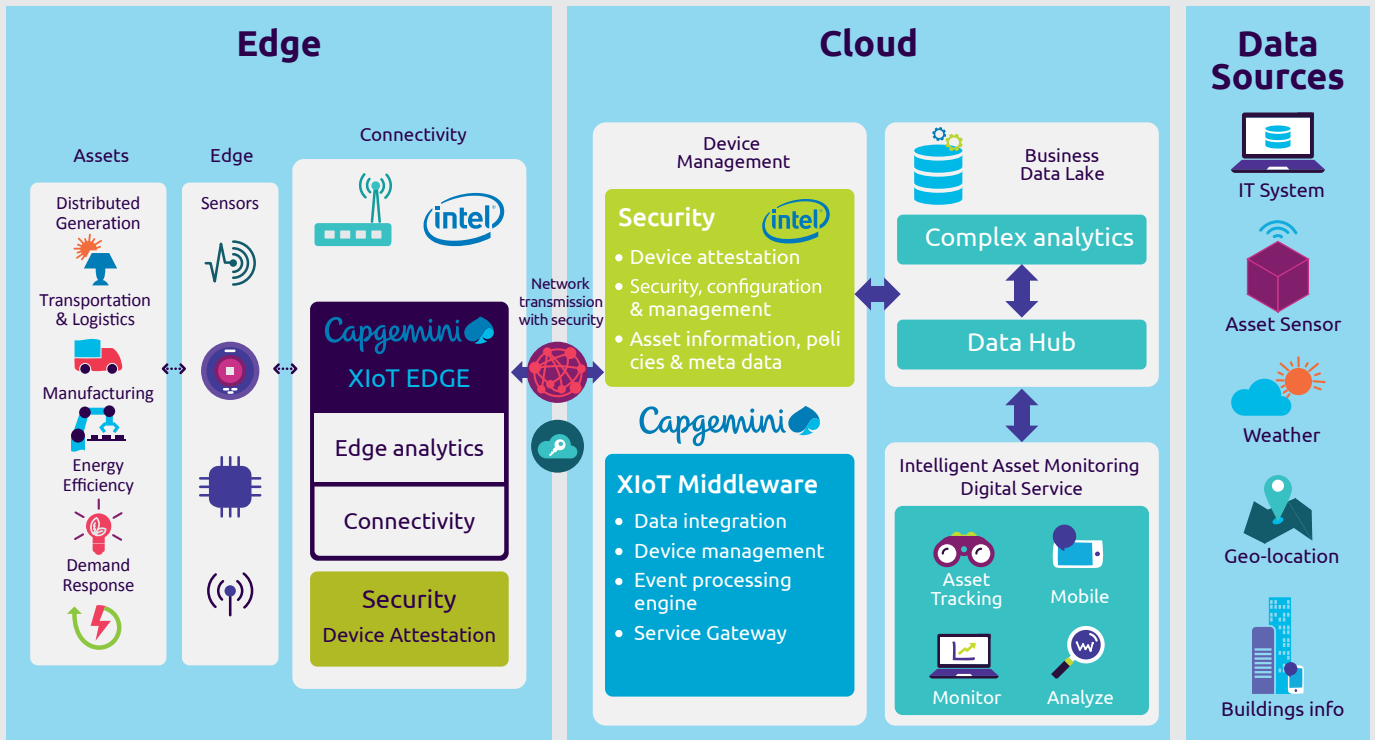 Edge
Assets
Distributed
Generation
Transportation
& Logistics
Manufacturing
Energy
Efficiency
Demand
Response
Edge
Sensors
Connectivity
intel®
Capgemini
XIoT EDGE
Edge analytics
Connectivity
Security
Device Attestation
Network
transmission
with security
Cloud
Device
Management
Security
intel®
• Device attestation
• Security, configuration
& management
• Asset information, poli
cies & meta data
Capgemini
XIoT Middleware
• Data integration
• Device management
• Event processing
engine
• Service Gateway
Business
Data Lake
Complex analytics
Data Hub
Intelligent Asset Monitoring
Digital Service
Asset
Tracking
Mobile
Monitor
Analyze
Data
Sources
IT System
Asset Sensor
Weather
Geo-location
Buildings info